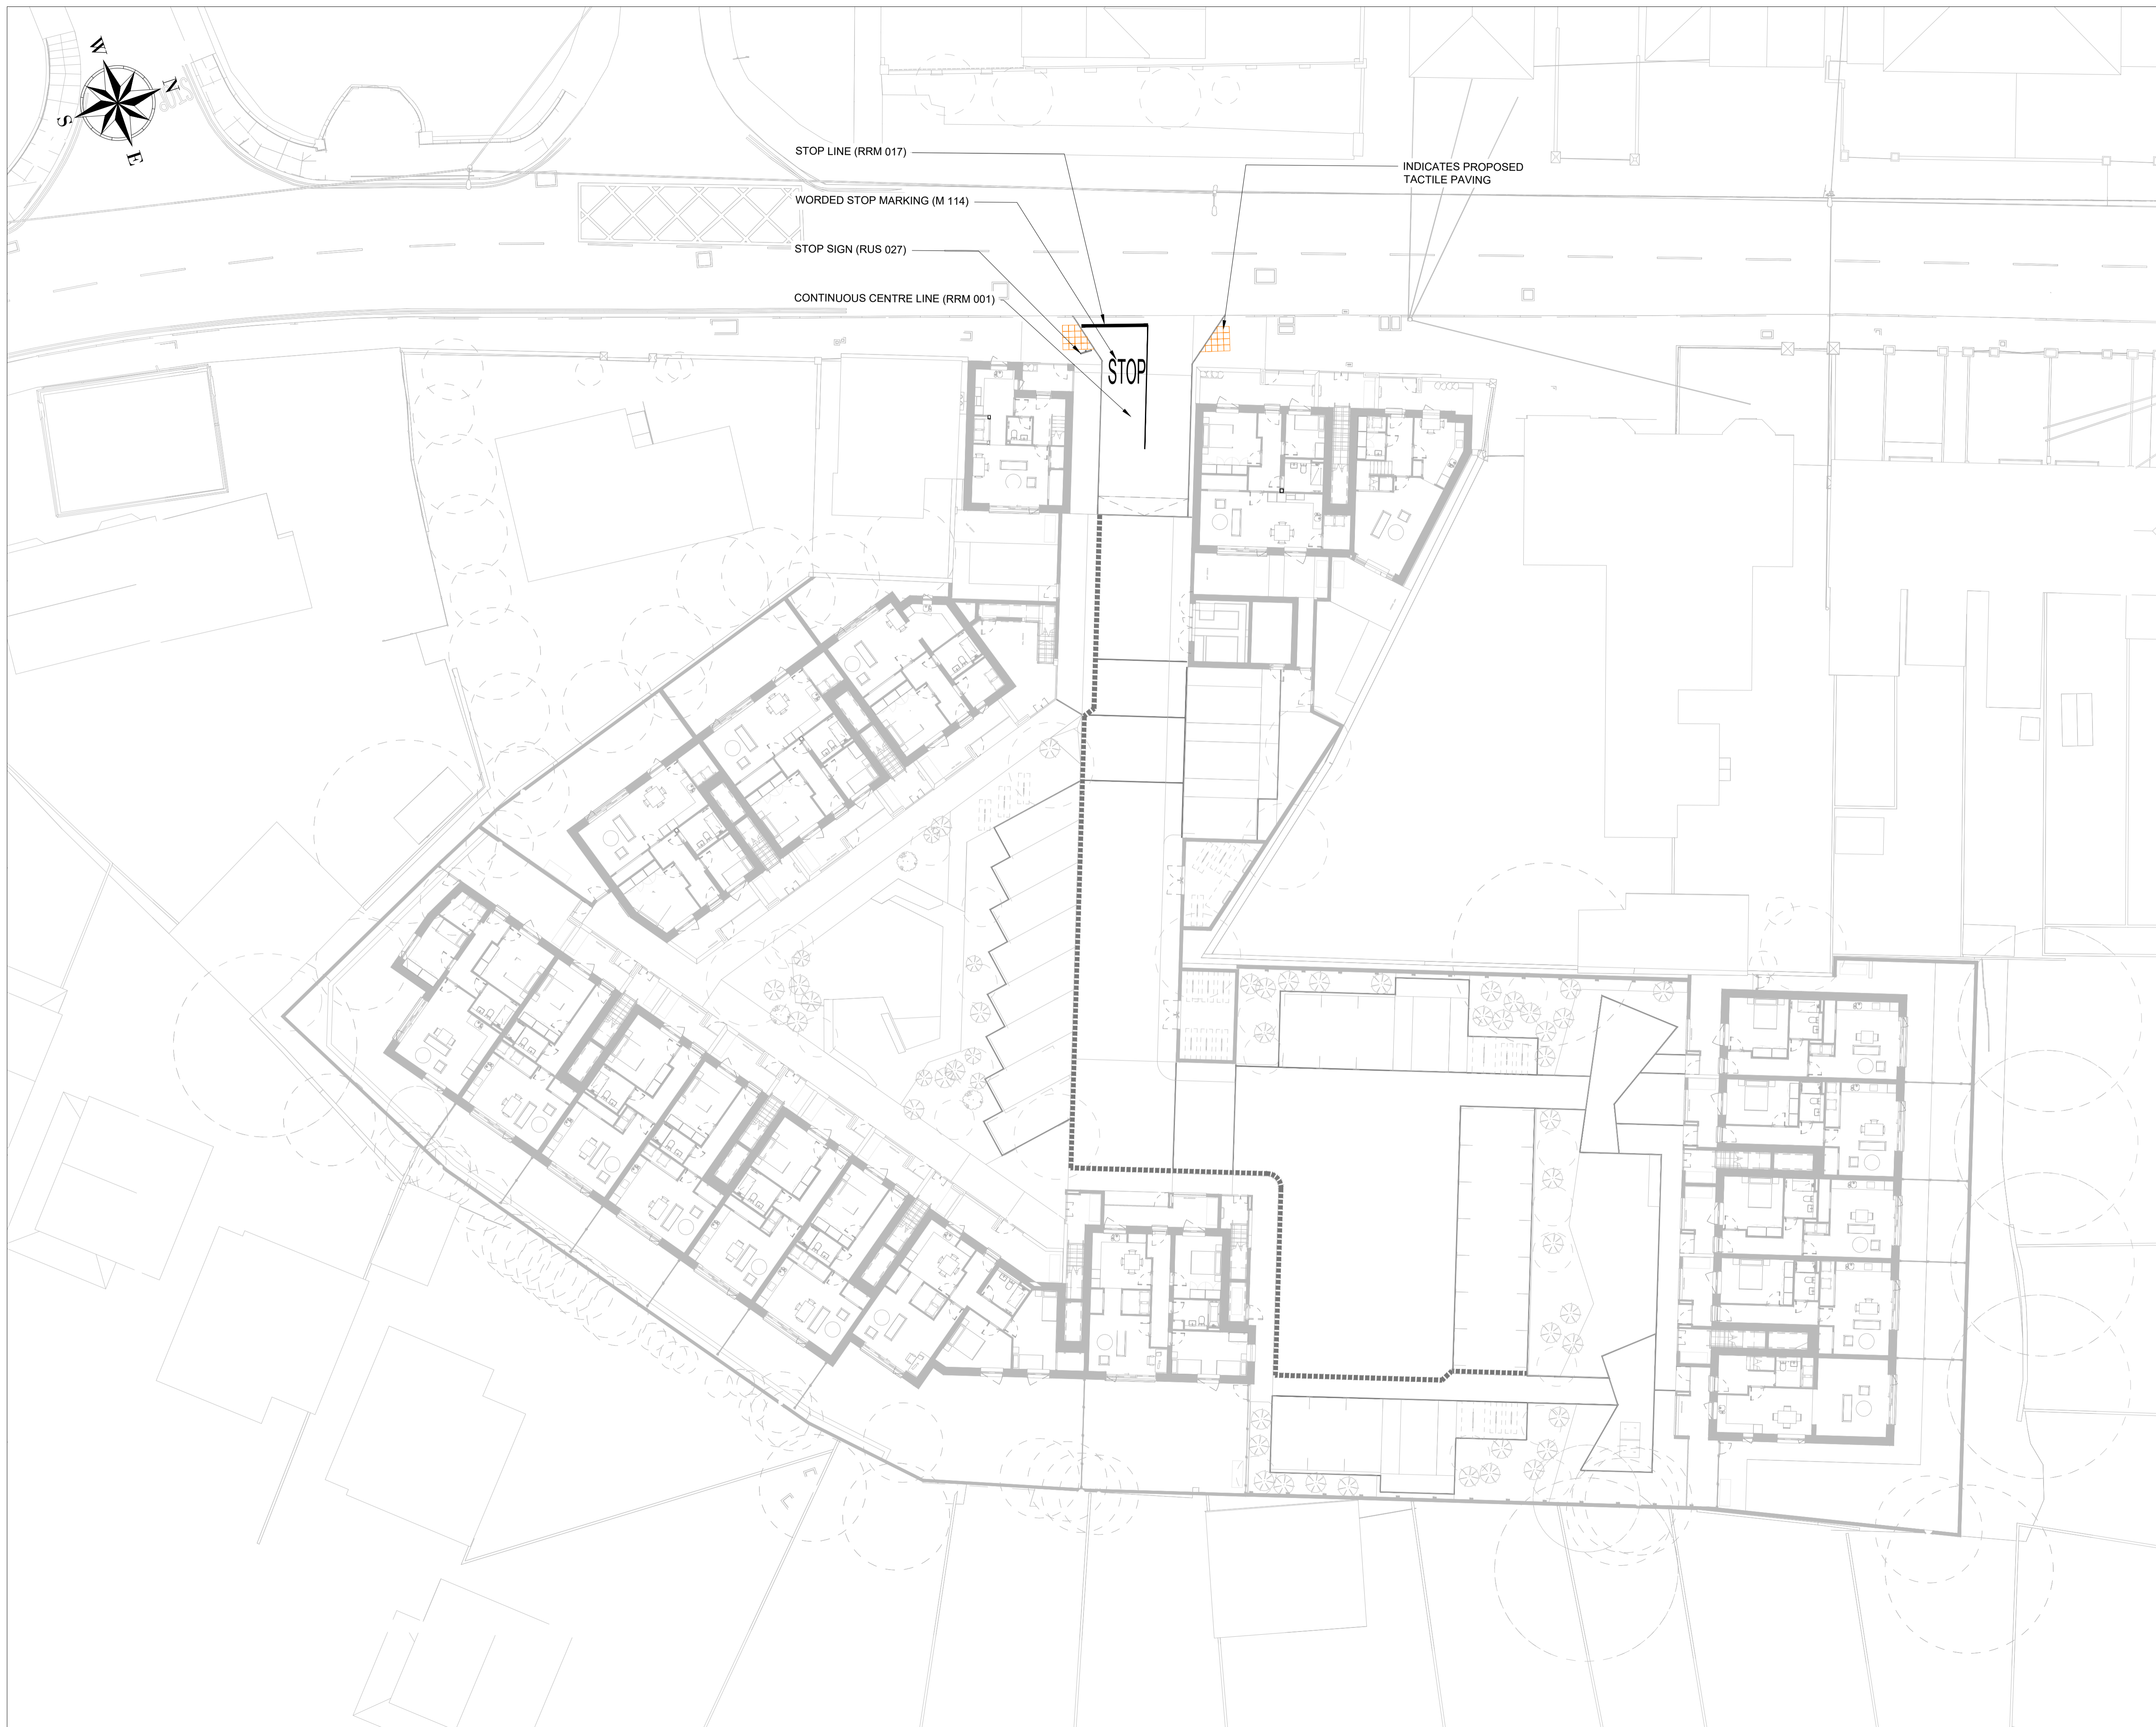 W
N
S
E
STOP
STOP LINE (RRM 017)
INDICATES PROPOSED
TACTILE PAVING
WORDED STOP MARKING (M 114)
STOP SIGN (RUS 027)
CONTINUOUS CENTRE LINE (RRM 001)
STOP